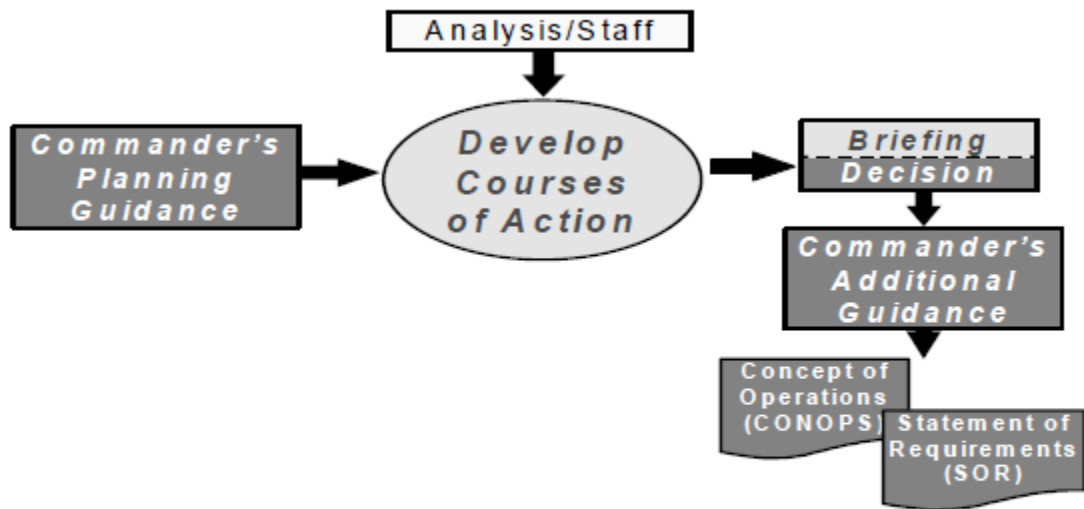 Analysis/Staff
Commander's
Planning
Guidance
Develop
Courses
of Action
Briefing
Decision
Commander's
Additional
Guidance
Concept of
Operations
(CONOPS)
Statement of
Requirements
(SOR)